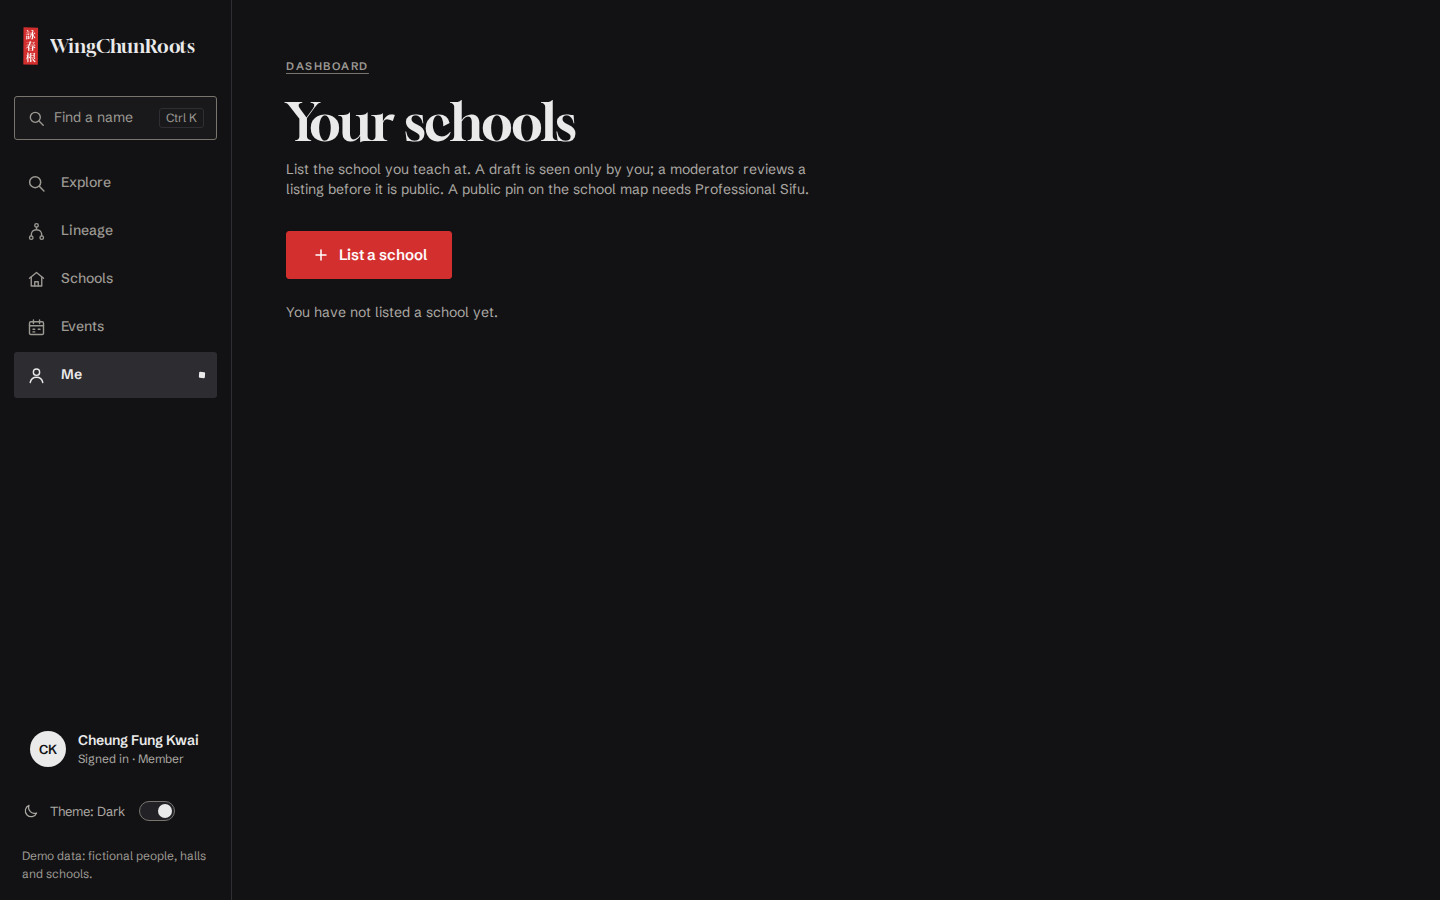 詠春根
WingChunRoots
Find a name
Ctrl K
Explore
Lineage
Schools
Events
Me
CK
Cheung Fung Kwai
Signed in · Member
Theme: Dark
Demo data: fictional people, halls
and schools.
DASHBOARD
Your schools
List the school you teach at. A draft is seen only by you; a moderator reviews a
listing before it is public. A public pin on the school map needs Professional Sifu.
List a school
You have not listed a school yet.